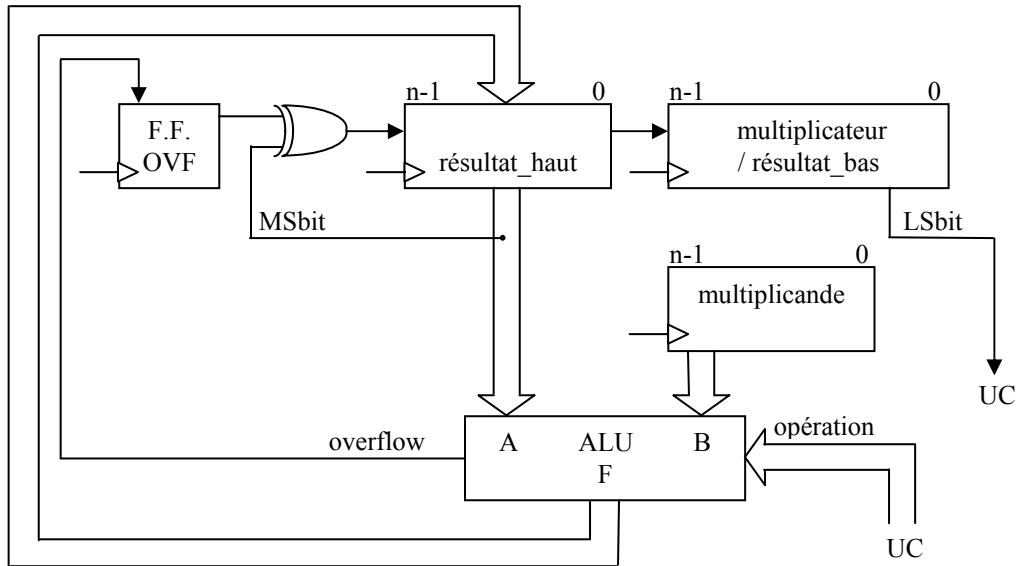 n-1 0
n-1 0
F.F.
OVF
résultat_haut
multiplicateur
/ résultat_bas
MSbit
LSbit
n-1 0
multiplicande
UC
overflow
A ALU B
F
opération
UC